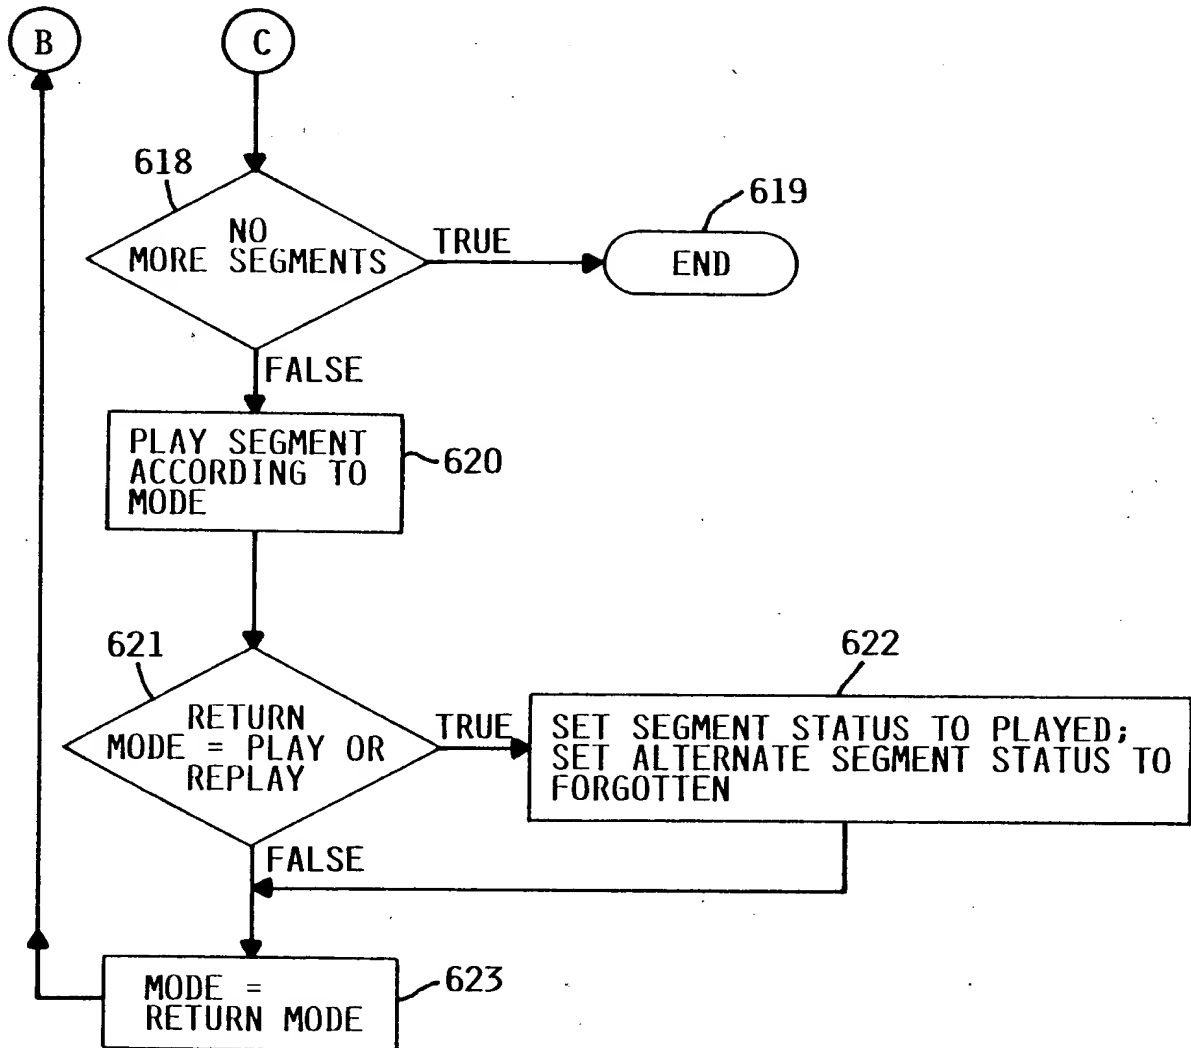 B
C
618
NO
MORE SEGMENTS
TRUE
619
END
FALSE
PLAY SEGMENT
ACCORDING TO
MODE
620
621
RETURN
MODE = PLAY OR
REPLAY
TRUE
622
SET SEGMENT STATUS TO PLAYED;
SET ALTERNATE SEGMENT STATUS TO
FORGOTTEN
FALSE
MODE =
RETURN MODE
623